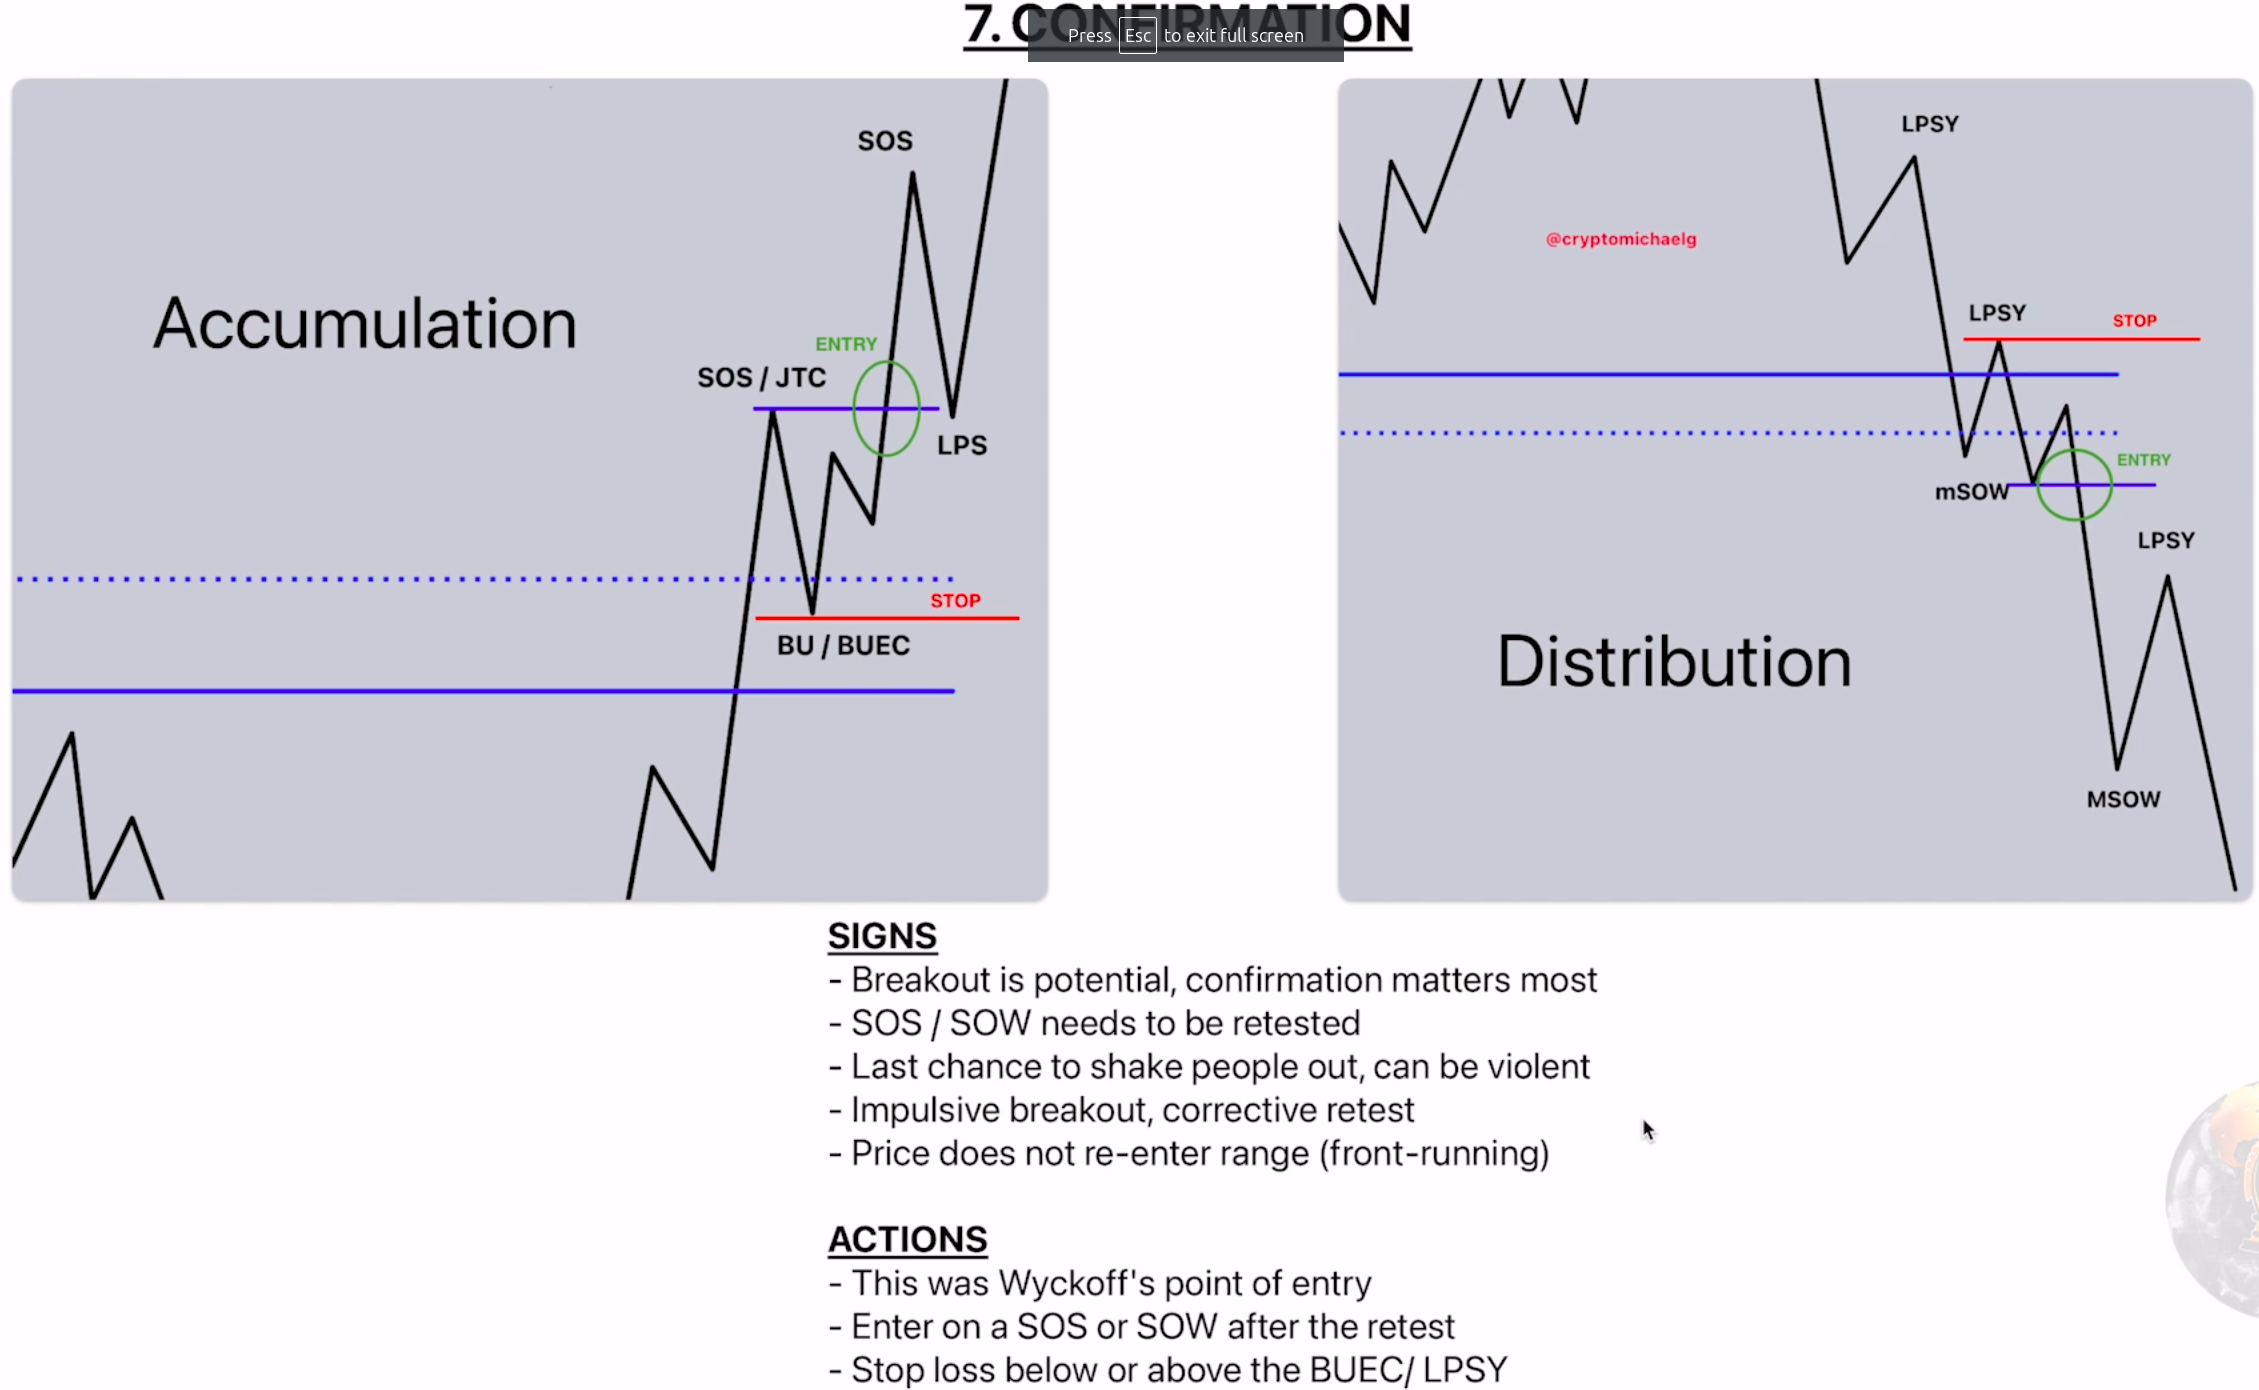 7. CONFIRMATION
Press Esc to exit full screen
SOS
ENTRY
SOS / JTC
LPS
Accumulation
STOP
BU / BUEC
LPSY
@cryptomichaelg
LPSY
STOP
ENTRY
mSOW
LPSY
Distribution
MSOW
SIGNS
- Breakout is potential, confirmation matters most
- SOS / SOW needs to be retested
- Last chance to shake people out, can be violent
- Impulsive breakout, corrective retest
- Price does not re-enter range (front-running)
ACTIONS
- This was Wyckoff's point of entry
- Enter on a SOS or SOW after the retest
- Stop loss below or above the BUEC/ LPSY